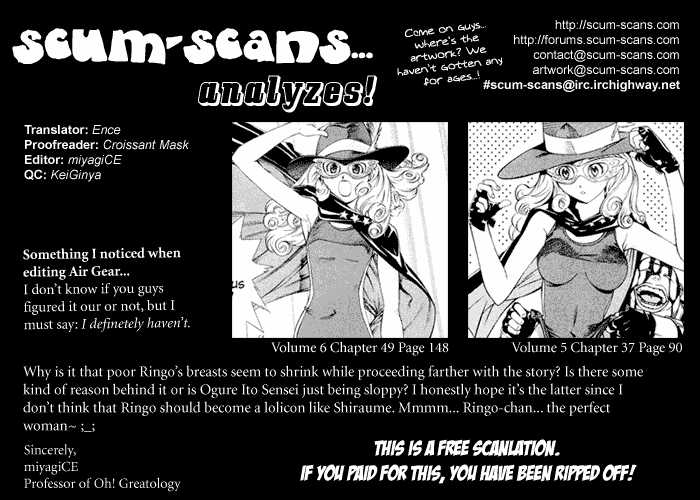 scum-scans...
analyzes!
Come on guys...
where's the
artwork? We
haven't gotten any
for ages..!
http://scum-scans.com
http://forums.scum-scans.com
contact@scum-scans.com
artwork@scum-scans.com
#scum-scans@irc.irchighway.net
Translator: Ence
Proofreader: Croissant Mask
Editor: miyagiCE
QC: KeiGinya
Something I noticed when
editing Air Gear...
I don't know if you guys
figured it our or not, but I
must say: I definetely haven't.
US
Volume 6 Chapter 49 Page 148
Volume 5 Chapter 37 Page 90
Why is it that poor Ringo's breasts seem to shrink while proceeding farther with the story? Is there some
kind of reason behind it or is Ogure Ito Sensei just being sloppy? I honestly hope it's the latter since I
don't think that Ringo should become a lolicon like Shiraume. Mmmm... Ringo-chan... the perfect
woman~ ;_;
Sincerely,
miyagiCE
Professor of Oh! Greatology
THIS IS A FREE SCANLATION.
IF YOU PAID FOR THIS, YOU HAVE BEEN RIPPED OFF!